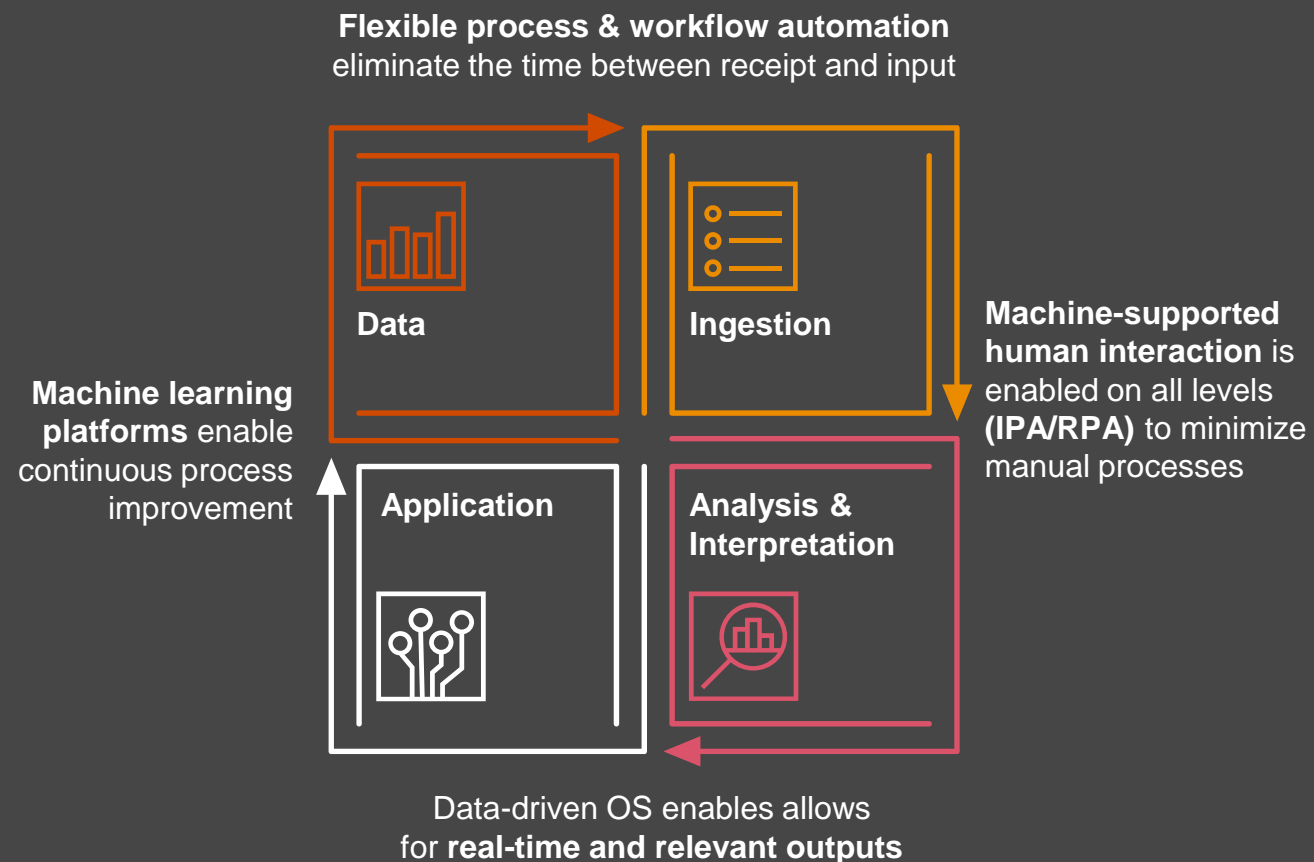 Flexible process & workflow automation
eliminate the time between receipt and input
Data
Ingestion
Machine-supported
human interaction is
enabled on all levels
(IPA/RPA) to minimize
manual processes
Machine learning
platforms enable
continuous process
improvement
Application
Analysis &
Interpretation
Data-driven OS enables allows
for real-time and relevant outputs